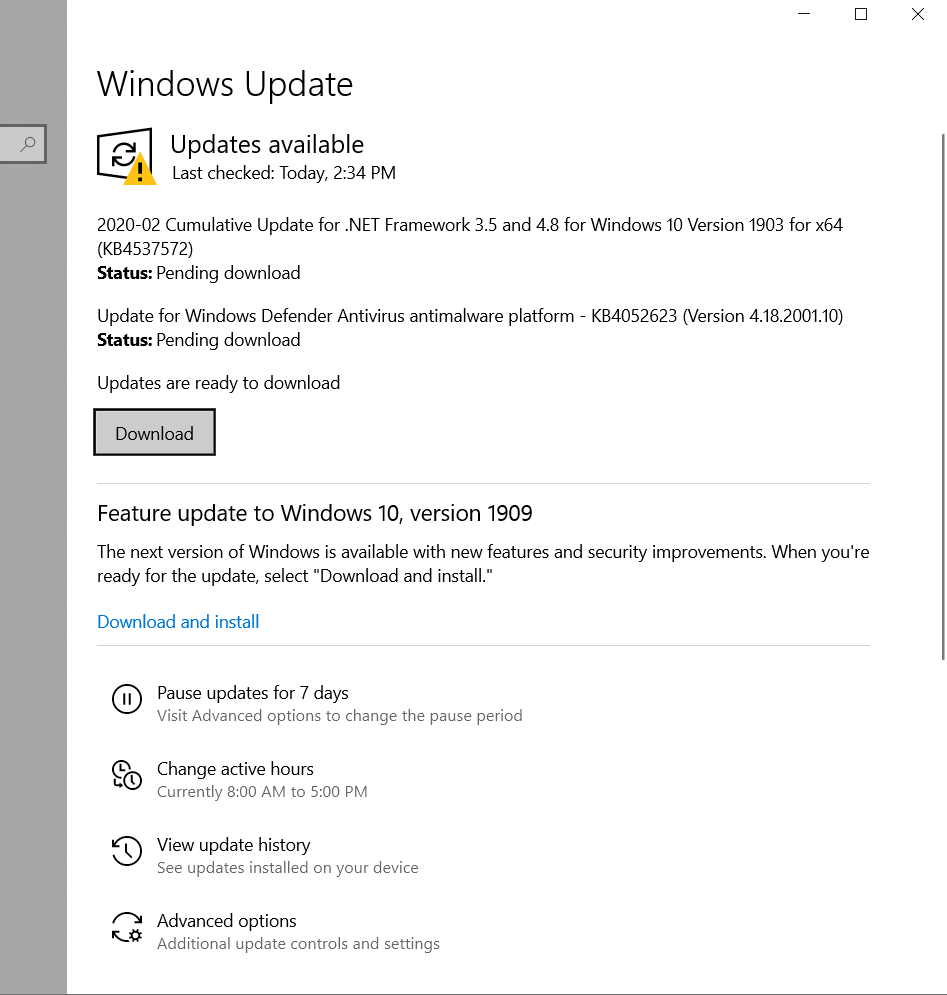 Windows Update
Updates available
Last checked: Today, 2:34 PM
2020-02 Cumulative Update for .NET Framework 3.5 and 4.8 for Windows 10 Version 1903 for x64
(KB4537572)
Status: Pending download
Update for Windows Defender Antivirus antimalware platform - KB4052623 (Version 4.18.2001.10)
Status: Pending download
Updates are ready to download
Download
Feature update to Windows 10, version 1909
The next version of Windows is available with new features and security improvements. When you're
ready for the update, select "Download and install."
Download and install
Pause updates for 7 days
Visit Advanced options to change the pause period
Change active hours
Currently 8:00 AM to 5:00 PM
View update history
See updates installed on your device
Advanced options
Additional update controls and settings